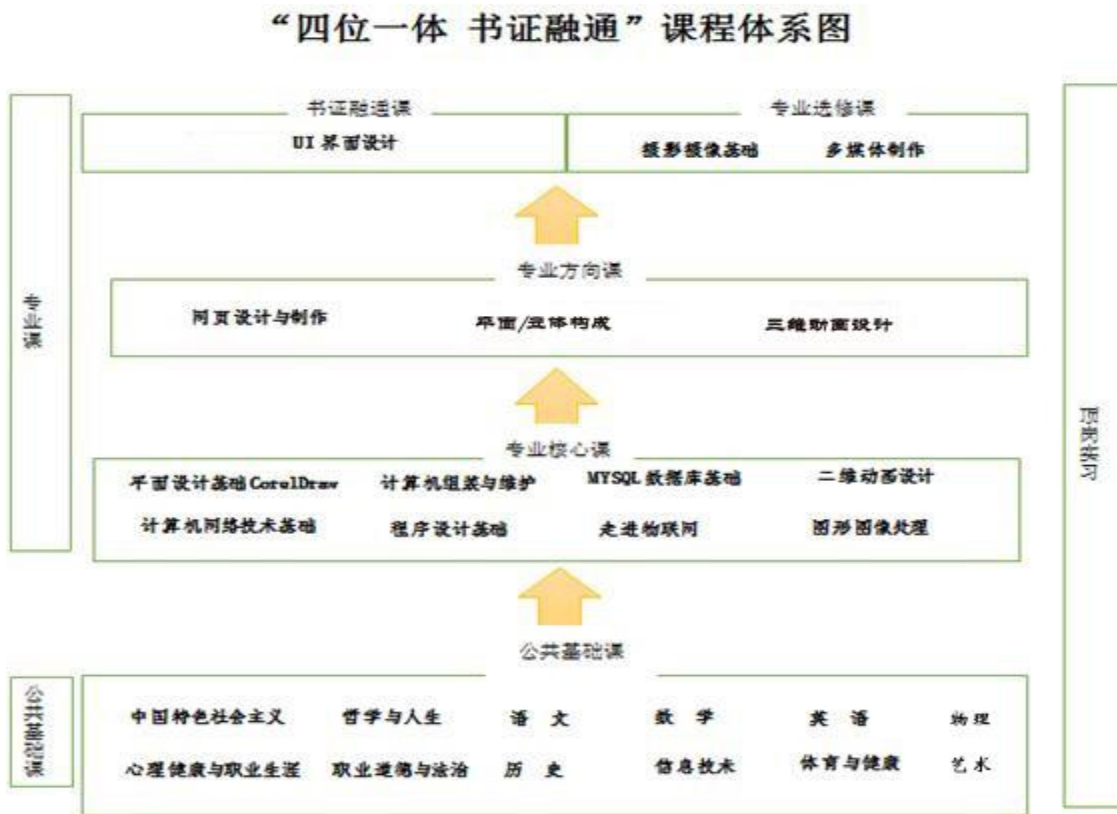 “四位一体 书证融通”课程体系图
书证融通课
专业选修课
UI 界面设计
摄影摄像基础 多媒体制作
专业方向课
网页设计与制作 平面/立体构成 三维动画设计
专业课
专业核心课
平面设计基础CorulDraw 计算机组装与维护 MYSQL数据库基础 二维动画设计
计算机网络技术基础 程序设计基础 走进物联网 图形图像处理
公共基础课
公共基础课
中国特色社会主义 哲学与人生 语 文 数 学 英 语 物理
心理健康与职业生涯 职业道德与法治 历 史 信息技术 体育与健康 艺术